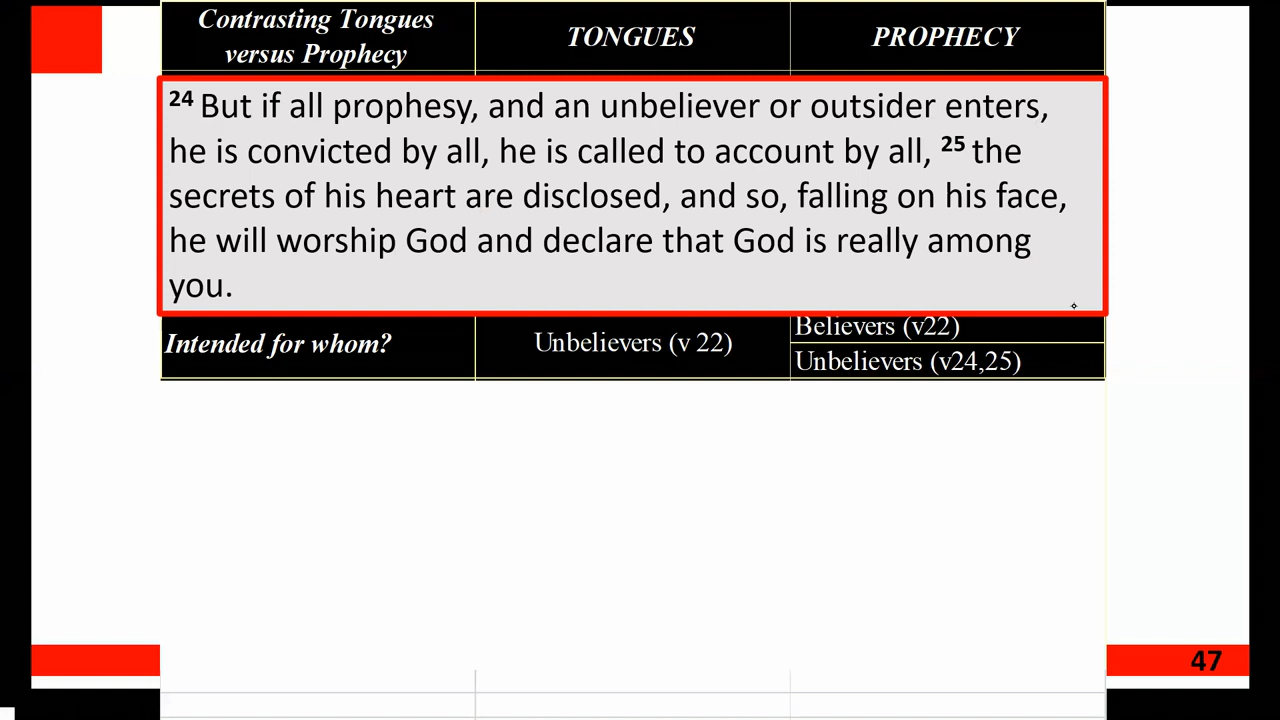 Contrasting Tongues
versus Prophecy
TONGUES
PROPHECY
24 But if all prophesy, and an unbeliever or outsider enters,
he is convicted by all, he is called to account by all, 25 the
secrets of his heart are disclosed, and so, falling on his face,
he will worship God and declare that God is really among
you.
Intended for whom?
Unbelievers (v 22)
Believers (v22)
Unbelievers (v24,25)
47